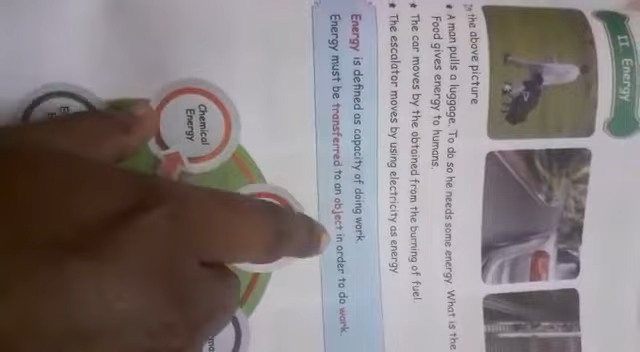 II Energy
In the above picture
★ A man pulls a luggage. To do so he needs some energy. What is the
Food gives energy to humans.
★ The car moves by the obtained from the burning of fuel.
★ The escalator moves by using electricity as energy
Energy is defined as capacity of doing work.
Energy must be transferred to an object in order to do work.
Chemical
Energy